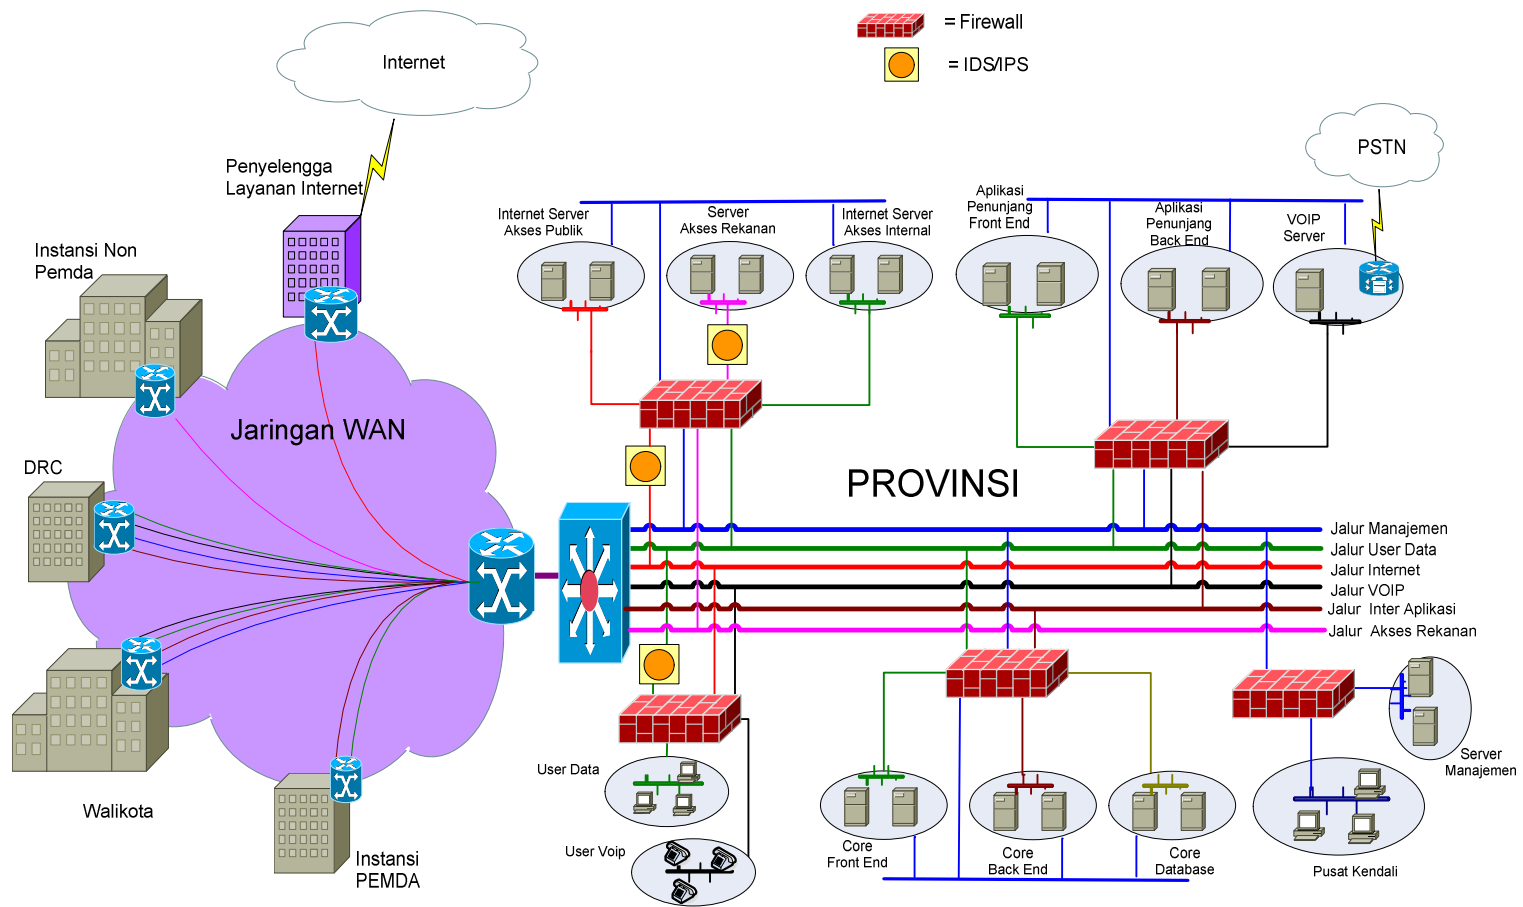 = Firewall
= IDS/IPS
Internet
PSTN
Penyelengga
Layanan Internet
Instansi Non
Pemda
Internet Server
Akses Publik
Server
Akses Rekanan
Internet Server
Akses Internal
Aplikasi
Penunjang
Front End
Aplikasi
Penunjang
Back End
VOIP
Server
Jaringan WAN
DRC
PROVINSI
Jalur Manajemen
Jalur User Data
Jalur Internet
Jalur VOIP
Jalur Inter Aplikasi
Jalur Akses Rekanan
User Data
User Voip
Walikota
Instansi
PEMDA
Core
Front End
Core
Back End
Core
Database
Pusat Kendali
Server
Manajemen